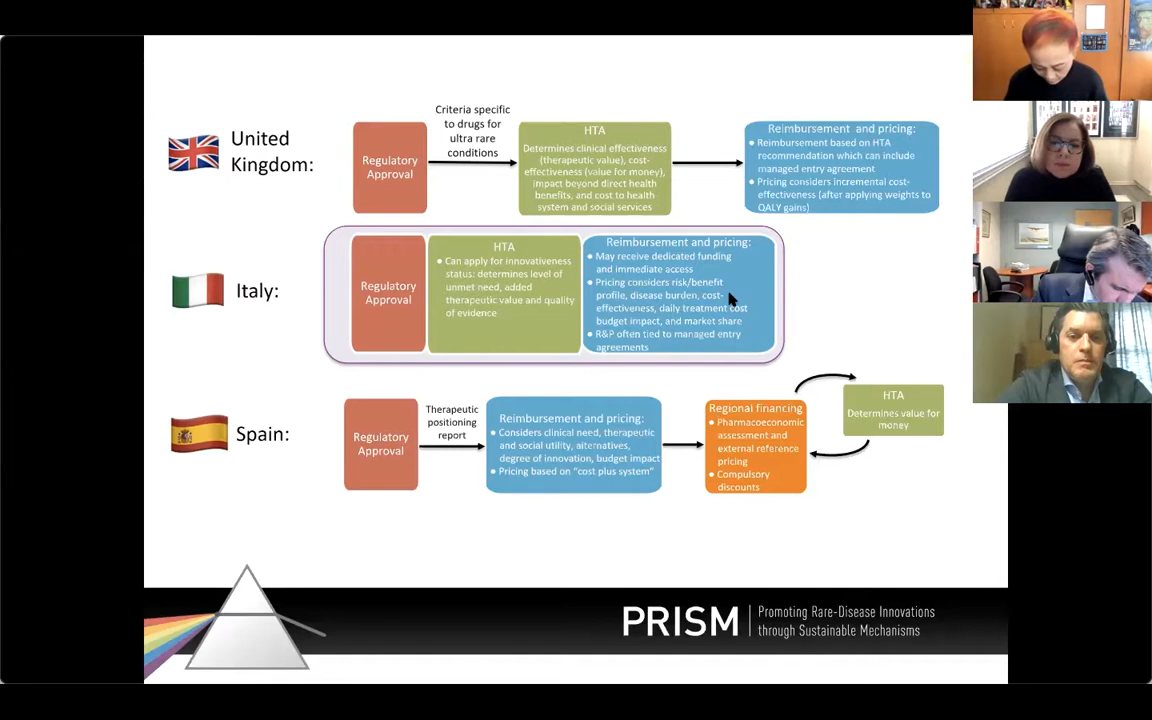 United
Kingdom:
Regulatory
Approval
Criteria specific
to drugs for
ultra rare
conditions
HTA
Determines clinical effectiveness
(therapeutic value), cost-
effectiveness (value for money),
impact beyond direct health
benefits, and cost to health
system and social services
Reimbursement and pricing:
• Reimbursement based on HTA
recommendation which can include
managed entry agreement
• Pricing considers incremental cost-
effectiveness (after applying weights to
QALY gains)
Italy:
Regulatory
Approval
HTA
• Can apply for innovativeness
status: determines level of
unmet need, added
therapeutic value and quality
of evidence
Reimbursement and pricing:
• May receive dedicated funding
and immediate access
• Pricing considers risk/benefit
profile, disease burden, cost-
effectiveness, daily treatment cost
budget impact, and market share
• R&P often tied to managed entry
agreements
Spain:
Regulatory
Approval
Therapeutic
positioning
report
Reimbursement and pricing:
• Considers clinical need, therapeutic
and social utility, alternatives,
degree of innovation, budget impact
• Pricing based on “cost plus system”
Regional financing
• Pharmacoeconomic
assessment and
external reference
pricing
• Compulsory
discounts
HTA
Determines value for
money
PRISM
Promoting Rare-Disease Innovations
through Sustainable Mechanisms